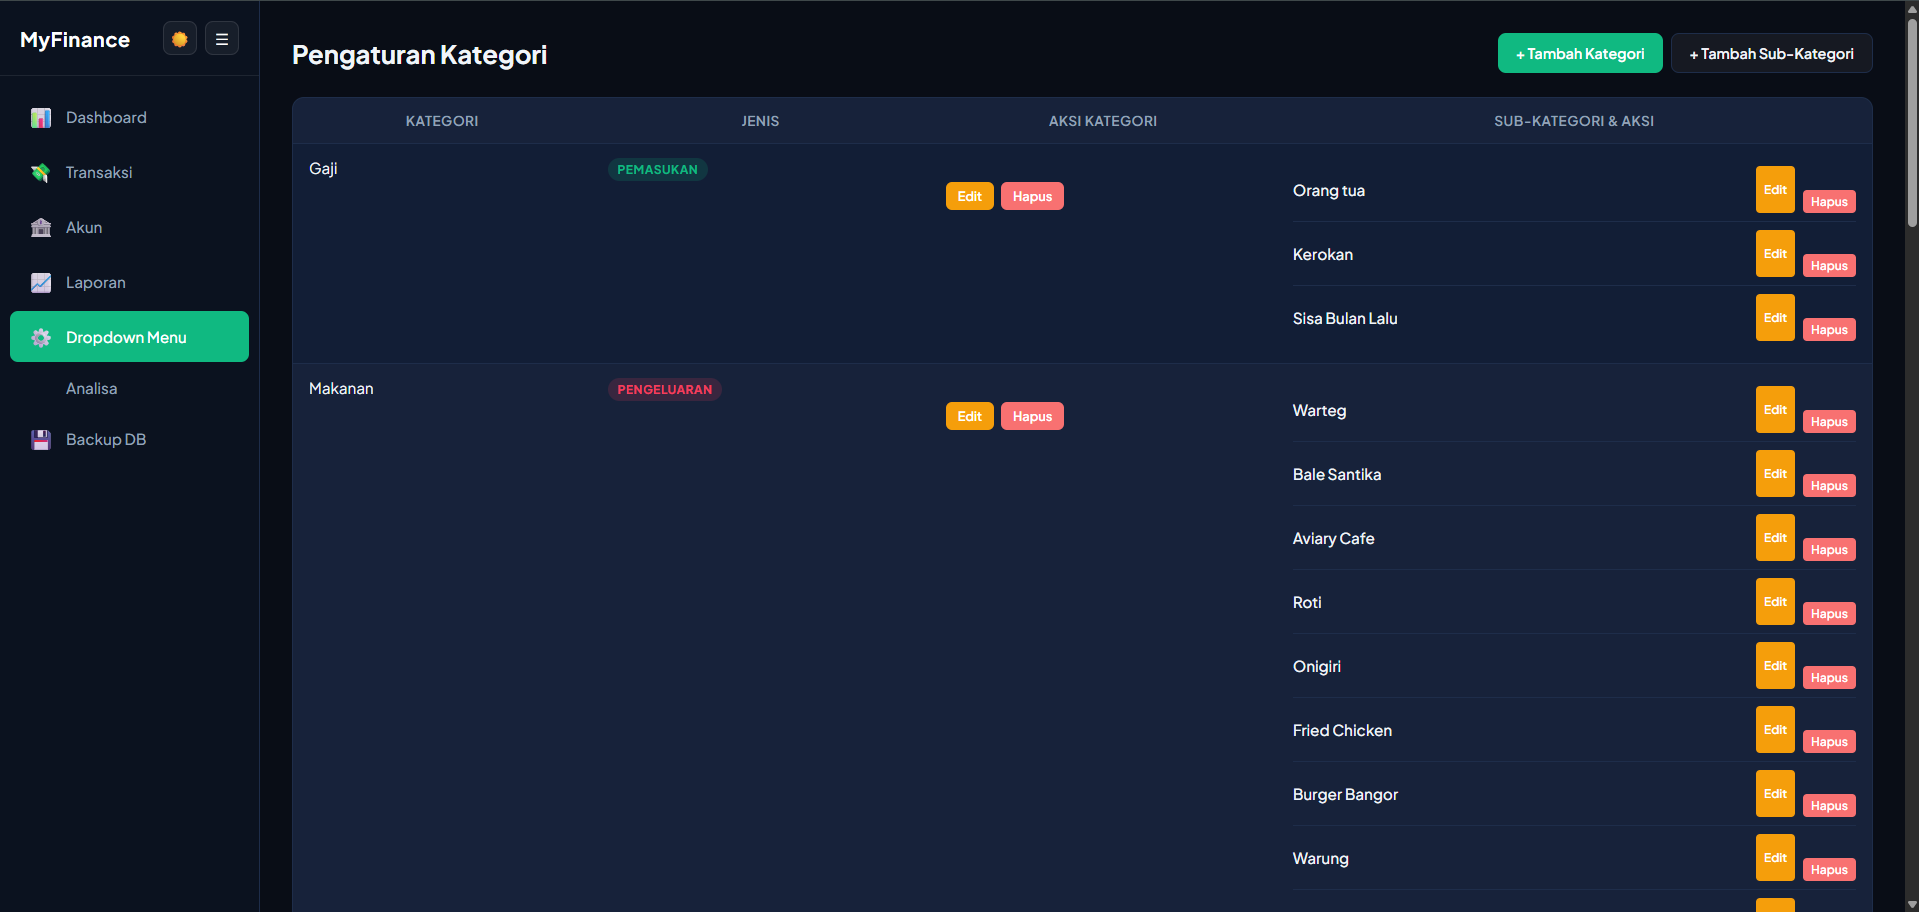 MyFinance
Dashboard
Transaksi
Akun
Laporan
Dropdown Menu
Analisa
Backup DB
Pengaturan Kategori
+ Tambah Kategori
+ Tambah Sub-Kategori
KATEGORI JENIS AKSI KATEGORI SUB-KATEGORI & AKSI
Gaji PEMASUKAN
Edit Hapus
Orang tua Edit Hapus
Kerokan Edit Hapus
Sisa Bulan Lalu Edit Hapus
Makanan PENGELUARAN
Edit Hapus
Warteg Edit Hapus
Bale Santika Edit Hapus
Aviary Cafe Edit Hapus
Roti Edit Hapus
Onigiri Edit Hapus
Fried Chicken Edit Hapus
Burger Bangor Edit Hapus
Warung Edit Hapus